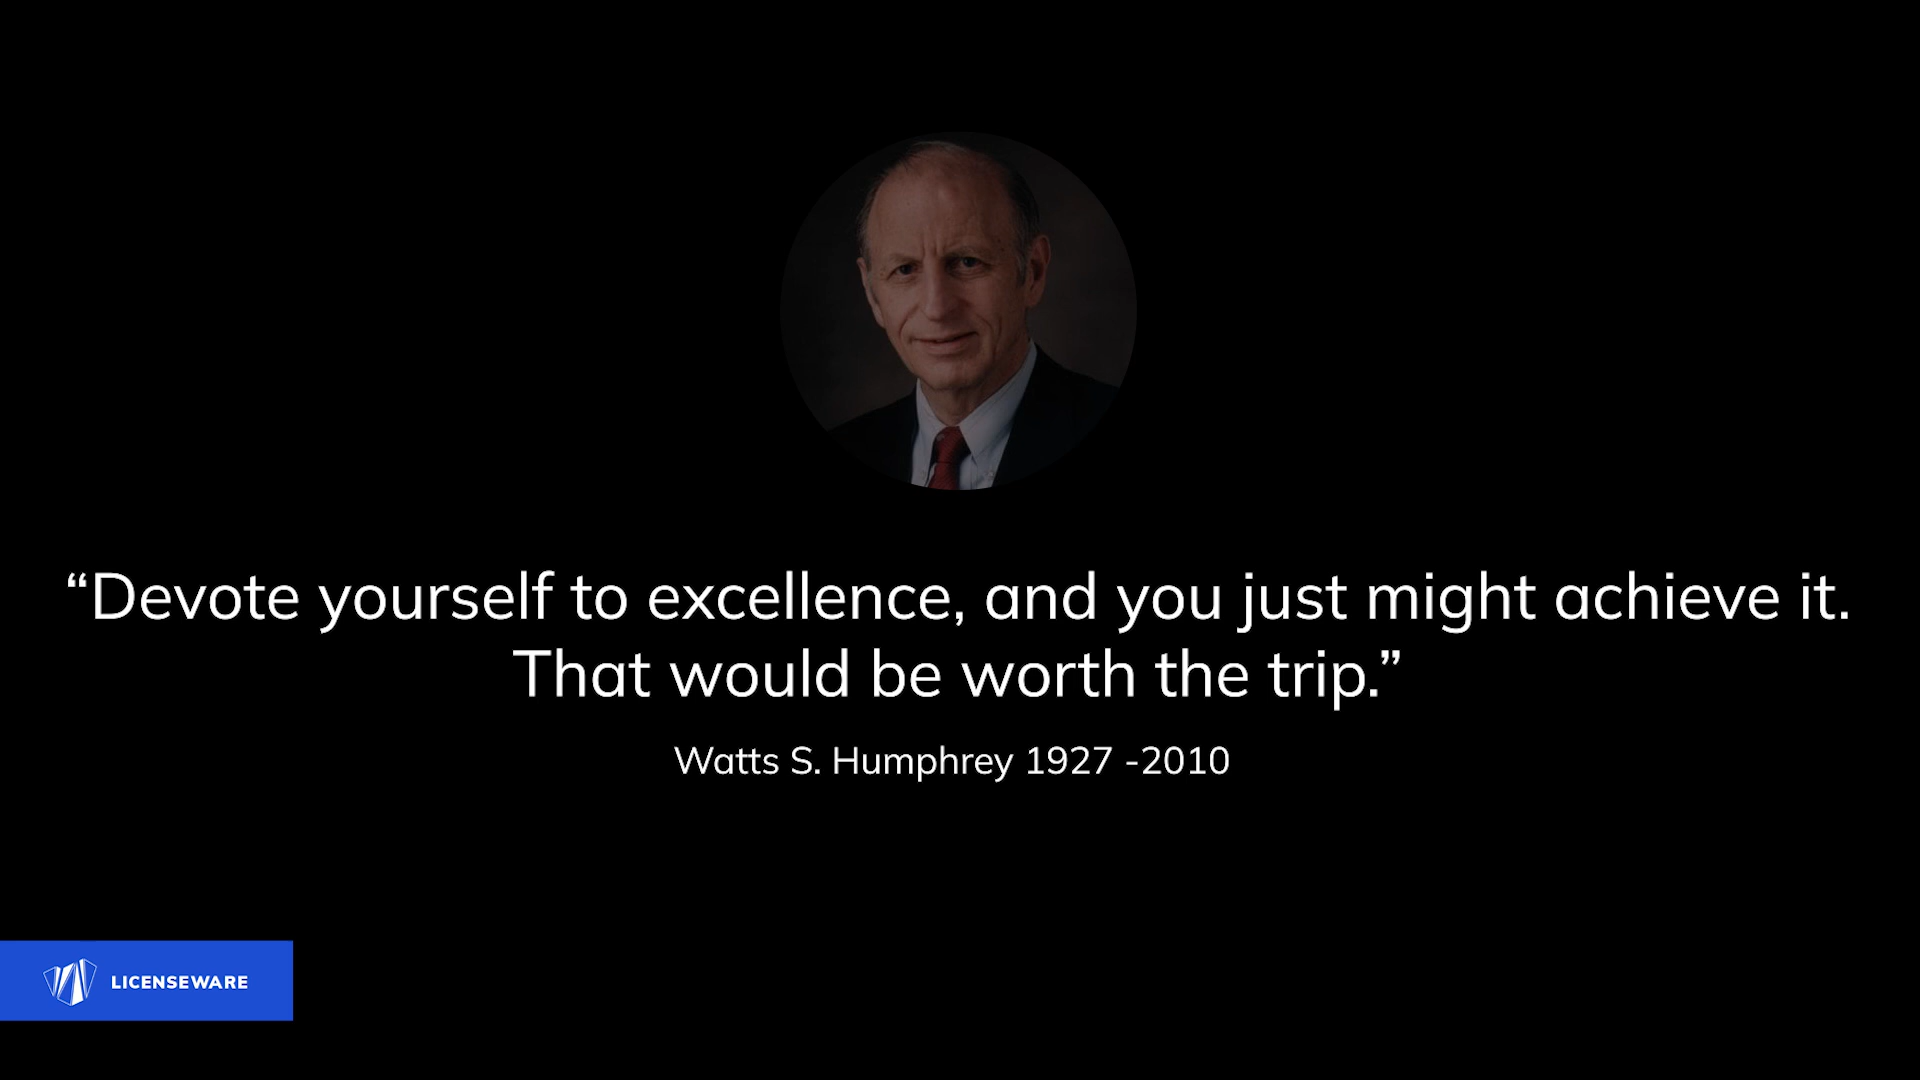 “Devote yourself to excellence, and you just might achieve it.
That would be worth the trip.”
Watts S. Humphrey 1927 -2010
LICENSEWARE